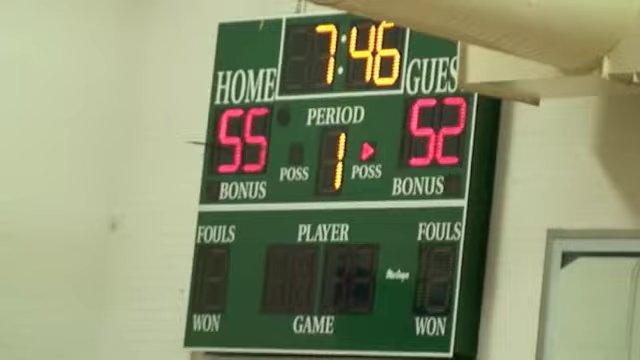 7:46
HOME GUES
55 PERIOD 52
POSS 1 POSS
BONUS BONUS
FOULS PLAYER FOULS
WON GAME WON